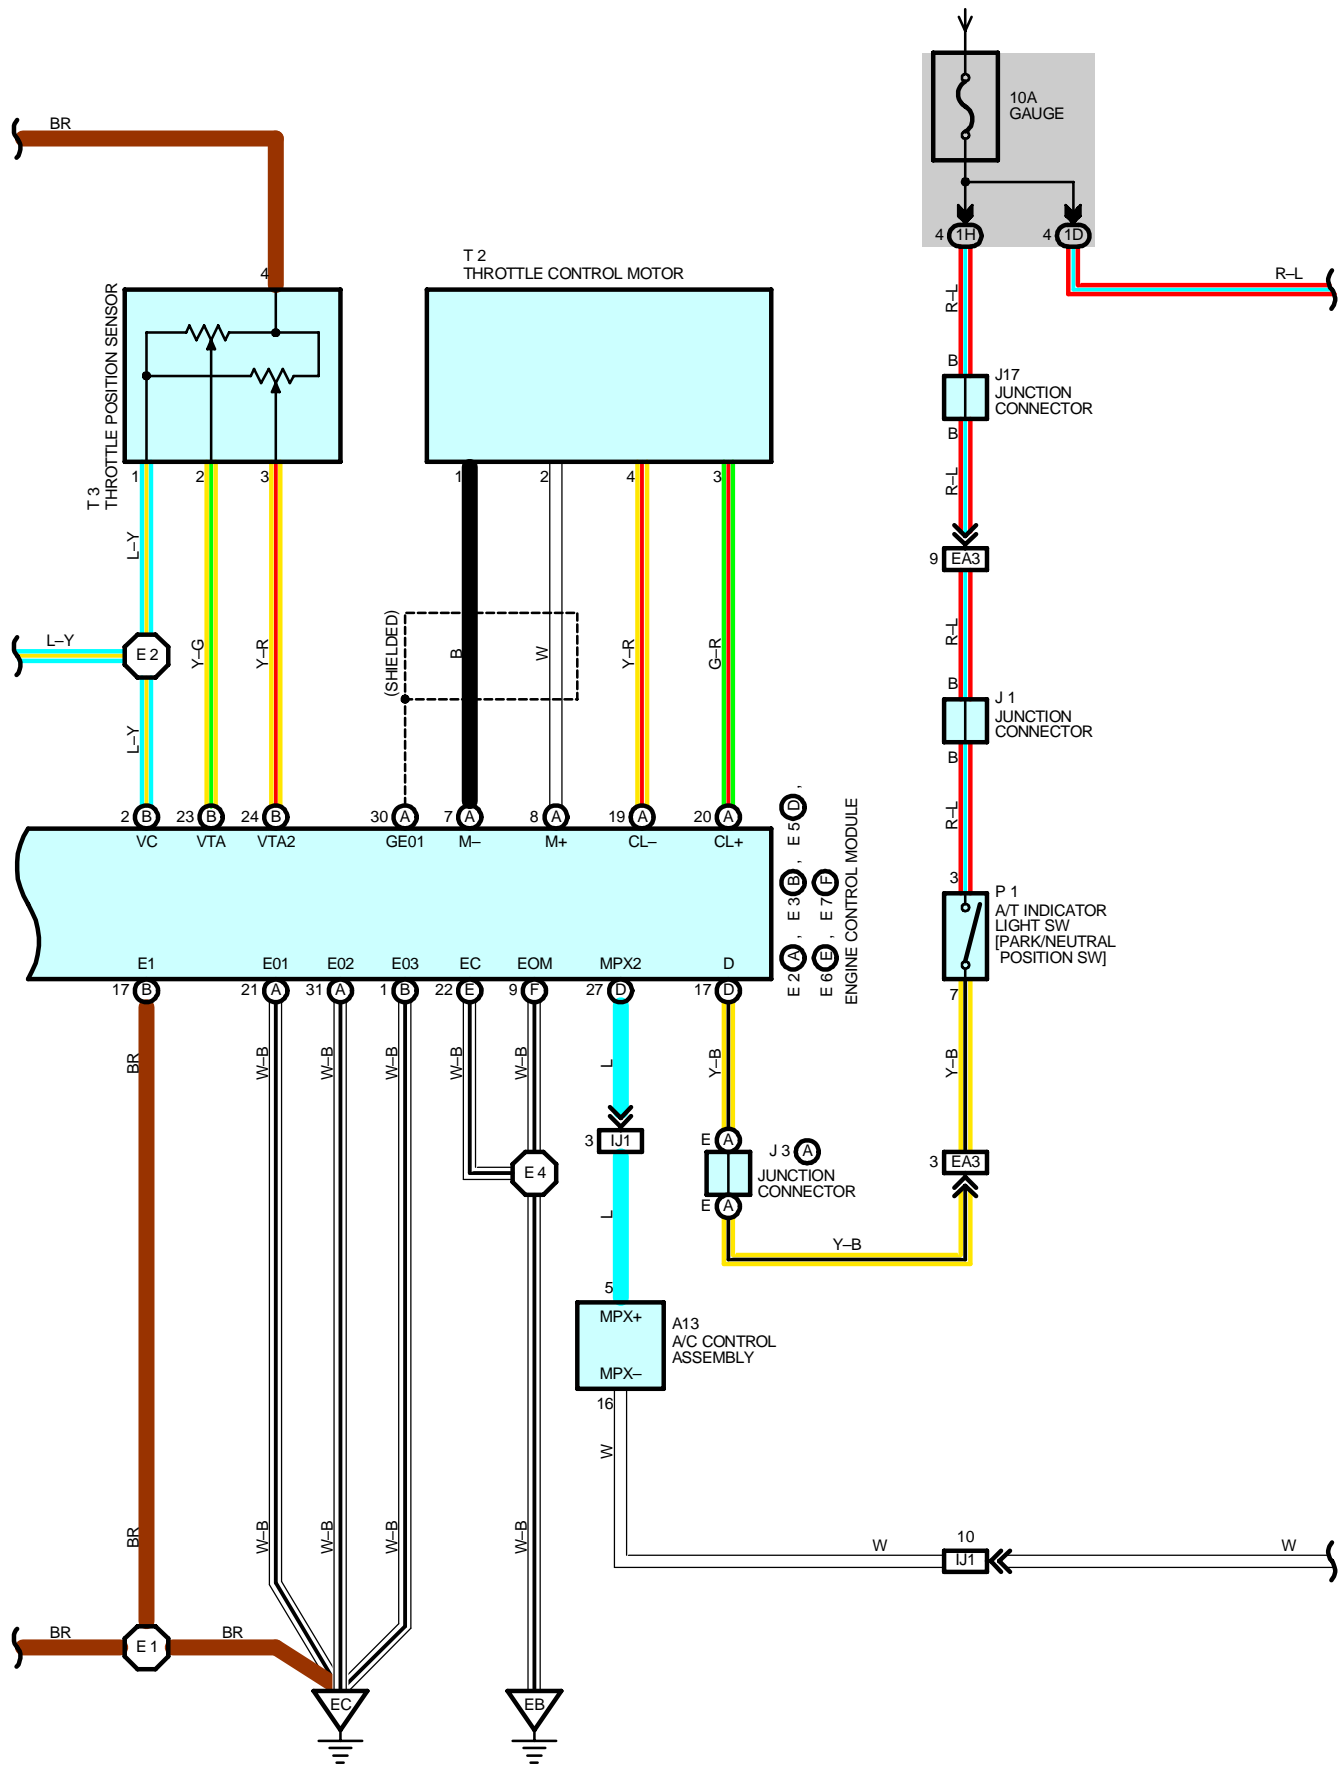 10A
GAUGE
BR
4 1H
4 1D
T 2
THROTTLE CONTROL MOTOR
4
R–L
R–L
T 3
THROTTLE POSITION SENSOR
B
J17
JUNCTION
CONNECTOR
B
1
2
3
1
2
4
3
R–L
L–Y
9 EA3
(SHIELDED)
L–Y
E 2
Y–G
Y–R
B
W
Y–R
G–R
R–L
B
J 1
JUNCTION
CONNECTOR
B
L–Y
R–L
2 B
23 B
24 B
30 A
7 A
8 A
19 A
20 A
VC
VTA
VTA2
GE01
M–
M+
CL–
CL+
E 2 A , E 3 B , E 5 D ,
E 6 E , E 7 F
ENGINE CONTROL MODULE
3
P 1
A/T INDICATOR
LIGHT SW
[PARK/NEUTRAL
POSITION SW]
7
E1
E01
E02
E03
EC
EOM
MPX2
D
17 B
21 A
31 A
1 B
22 E
9 F
27 D
17 D
BR
W–B
W–B
W–B
W–B
W–B
L
Y–B
Y–B
3 IJ1
E A
J 3 A
JUNCTION
CONNECTOR
E A
3 EA3
E 4
L
Y–B
5
MPX+
A13
A/C CONTROL
ASSEMBLY
MPX–
16
W
BR
W–B
W–B
W–B
W–B
W
10
IJ1
W
BR
E 1
BR
EC
EB